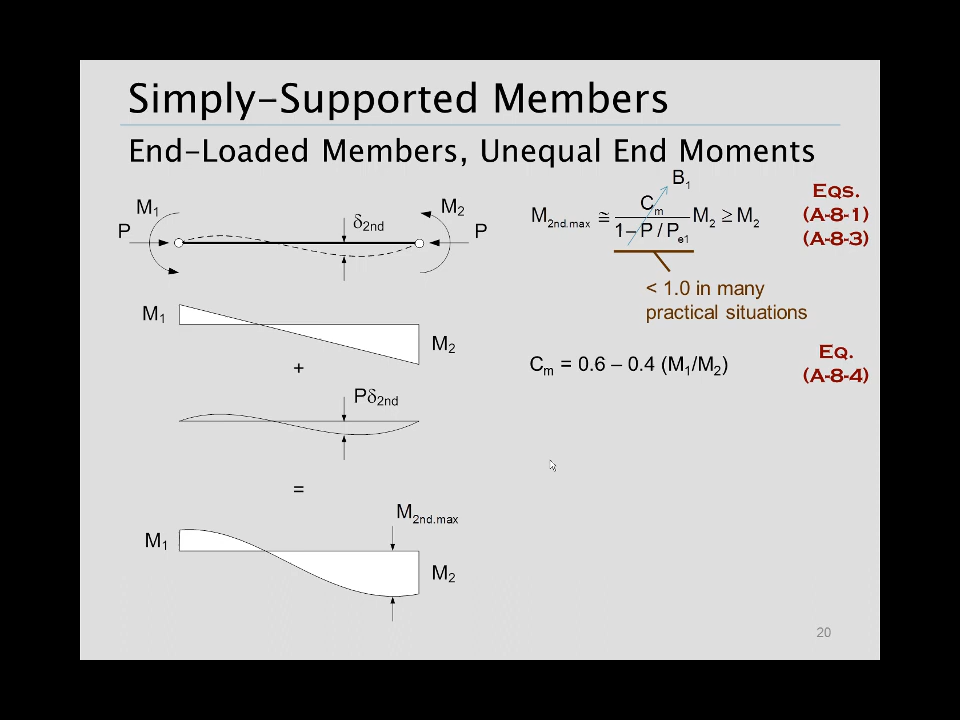 Simply-Supported Members
End-Loaded Members, Unequal End Moments
M1
M2
P
P
δ2nd
M1
M2
+
Pδ2nd
=
M2nd.max
M1
M2
B1
M2nd.max ≅ Cm / (1– P / Pe1) M2 ≥ M2
Eqs.
(A-8-1)
(A-8-3)
< 1.0 in many
practical situations
Cm = 0.6 – 0.4 (M1/M2)
Eq.
(A-8-4)
20